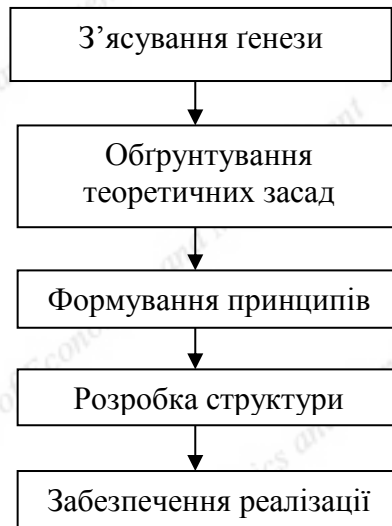 З’ясування ґенези
Обґрунтування
теоретичних засад
Формування принципів
Розробка структури
Забезпечення реалізації